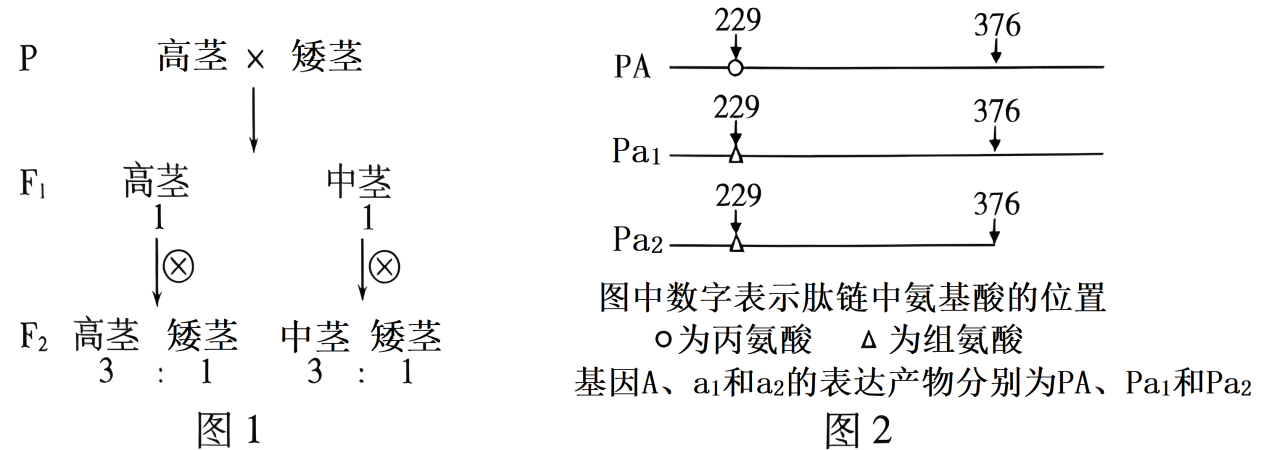 P 高茎 × 矮茎
F₁ 高茎 中茎
1 1
⊗ ⊗
F₂ 高茎 矮茎 中茎 矮茎
3 : 1 3 : 1
图1
229 376
PA
229 376
Pa₁
229 376
Pa₂
图中数字表示肽链中氨基酸的位置
○为丙氨酸 △为组氨酸
基因A、a₁和a₂的表达产物分别为PA、Pa₁和Pa₂
图2